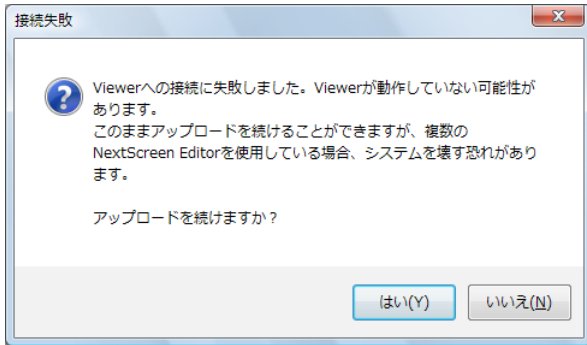 接続失敗
Viewerへの接続に失敗しました。Viewerが動作していない可能性が
あります。
このままアップロードを続けることができますが、複数の
NextScreen Editorを使用している場合、システムを壊す恐れがあり
ます。
アップロードを続けますか？
はい(Y) いいえ(N)